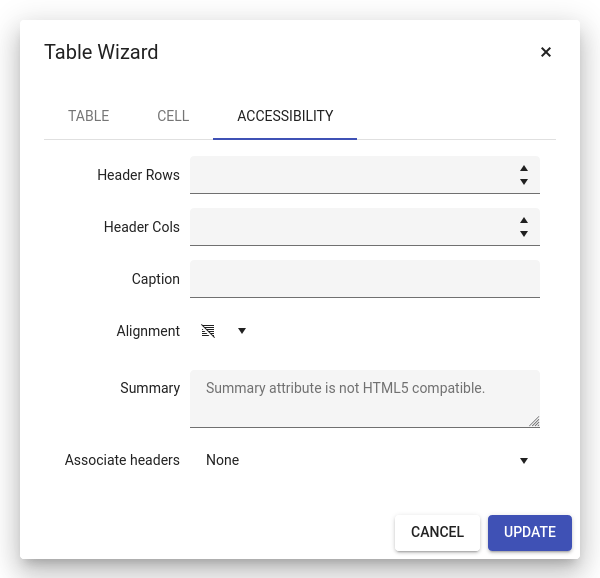 Table Wizard
TABLE CELL ACCESSIBILITY
Header Rows
Header Cols
Caption
Alignment
Summary Summary attribute is not HTML5 compatible.
Associate headers None
CANCEL UPDATE